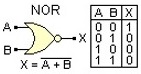 NOR
A
B
X
X = A + B
A B X
0 0 1
0 1 0
1 0 0
1 1 0